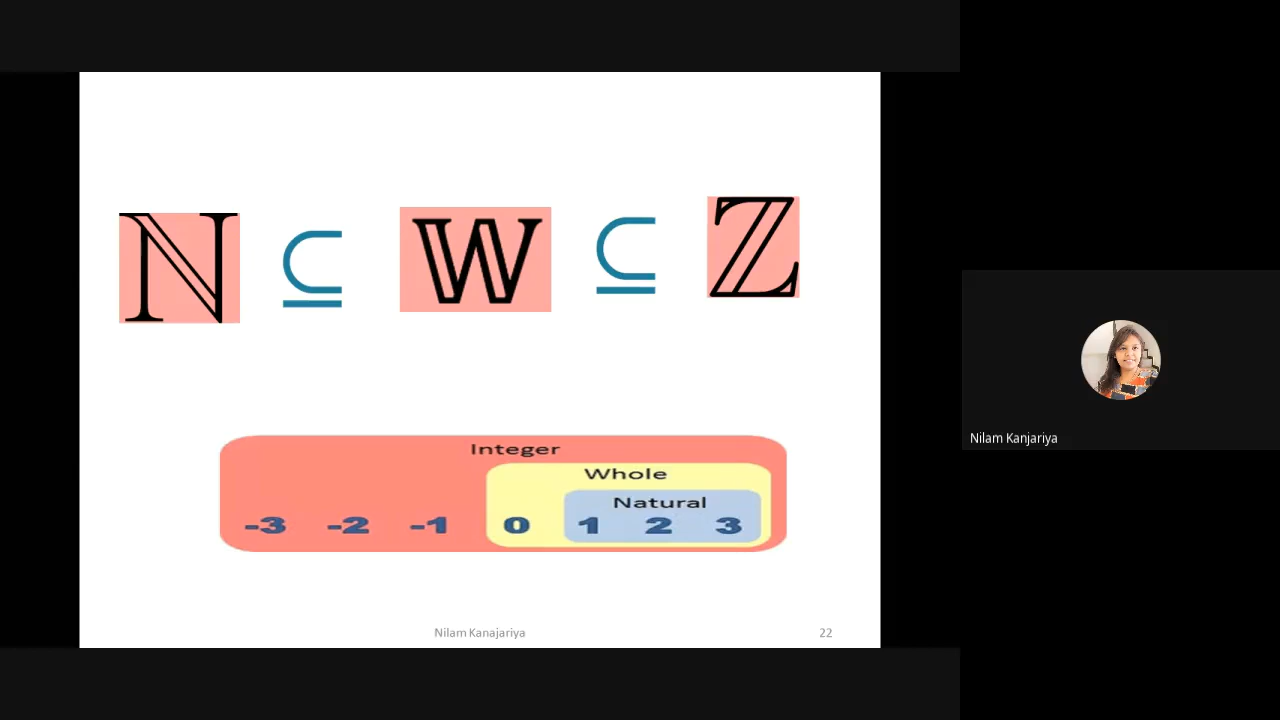 ℕ ⊆ 𝕎 ⊆ ℤ
Integer
Whole
Natural
-3 -2 -1 0 1 2 3
Nilam Kanajariya
22
Nilam Kanjariya